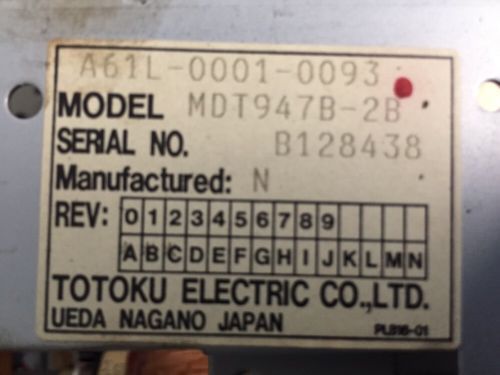 A61L-0001-0093
MODEL MDT947B-2B
SERIAL NO. B128438
Manufactured: N
REV: 0 1 2 3 4 5 6 7 8 9
A B C D E F G H I J K L M N
TOTOKU ELECTRIC CO.,LTD.
UEDA NAGANO JAPAN
PLB16-01